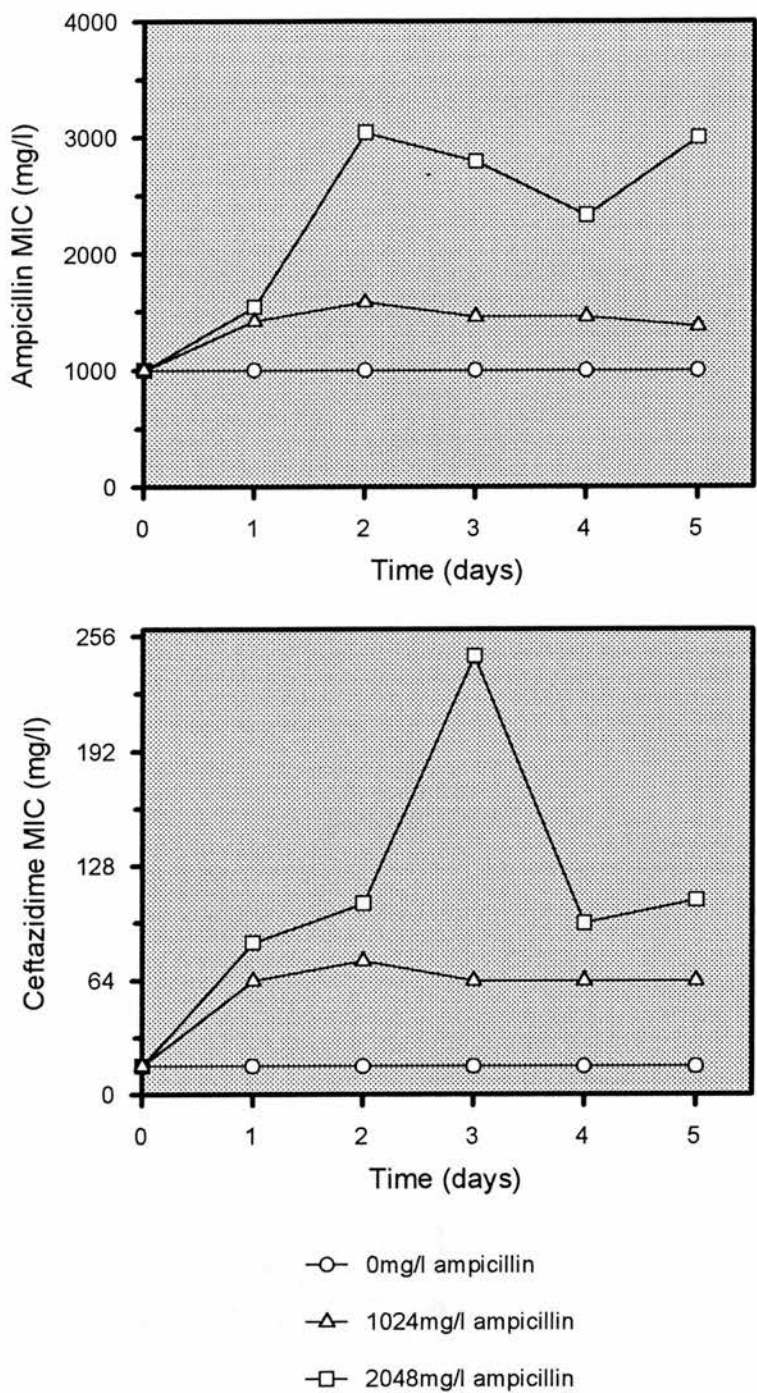 4000
3000
2000
1000
0
Ampicillin MIC (mg/l)
0 1 2 3 4 5
Time (days)
256
192
128
64
0
Ceftazidime MIC (mg/l)
0 1 2 3 4 5
Time (days)
0mg/l ampicillin
1024mg/l ampicillin
2048mg/l ampicillin